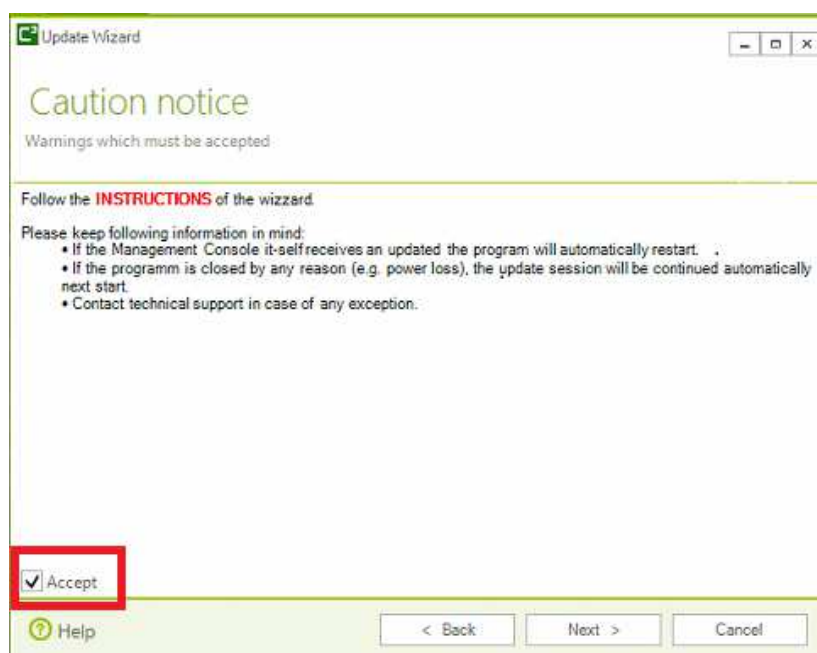 C³ Update Wizard
Caution notice
Warnings which must be accepted
Follow the INSTRUCTIONS of the wizzard.
Please keep following information in mind:
• If the Management Console it-self receives an updated the program will automatically restart. .
• If the programm is closed by any reason (e.g. power loss), the update session will be continued automatically
next start.
• Contact technical support in case of any exception.
Accept
? Help
< Back
Next >
Cancel